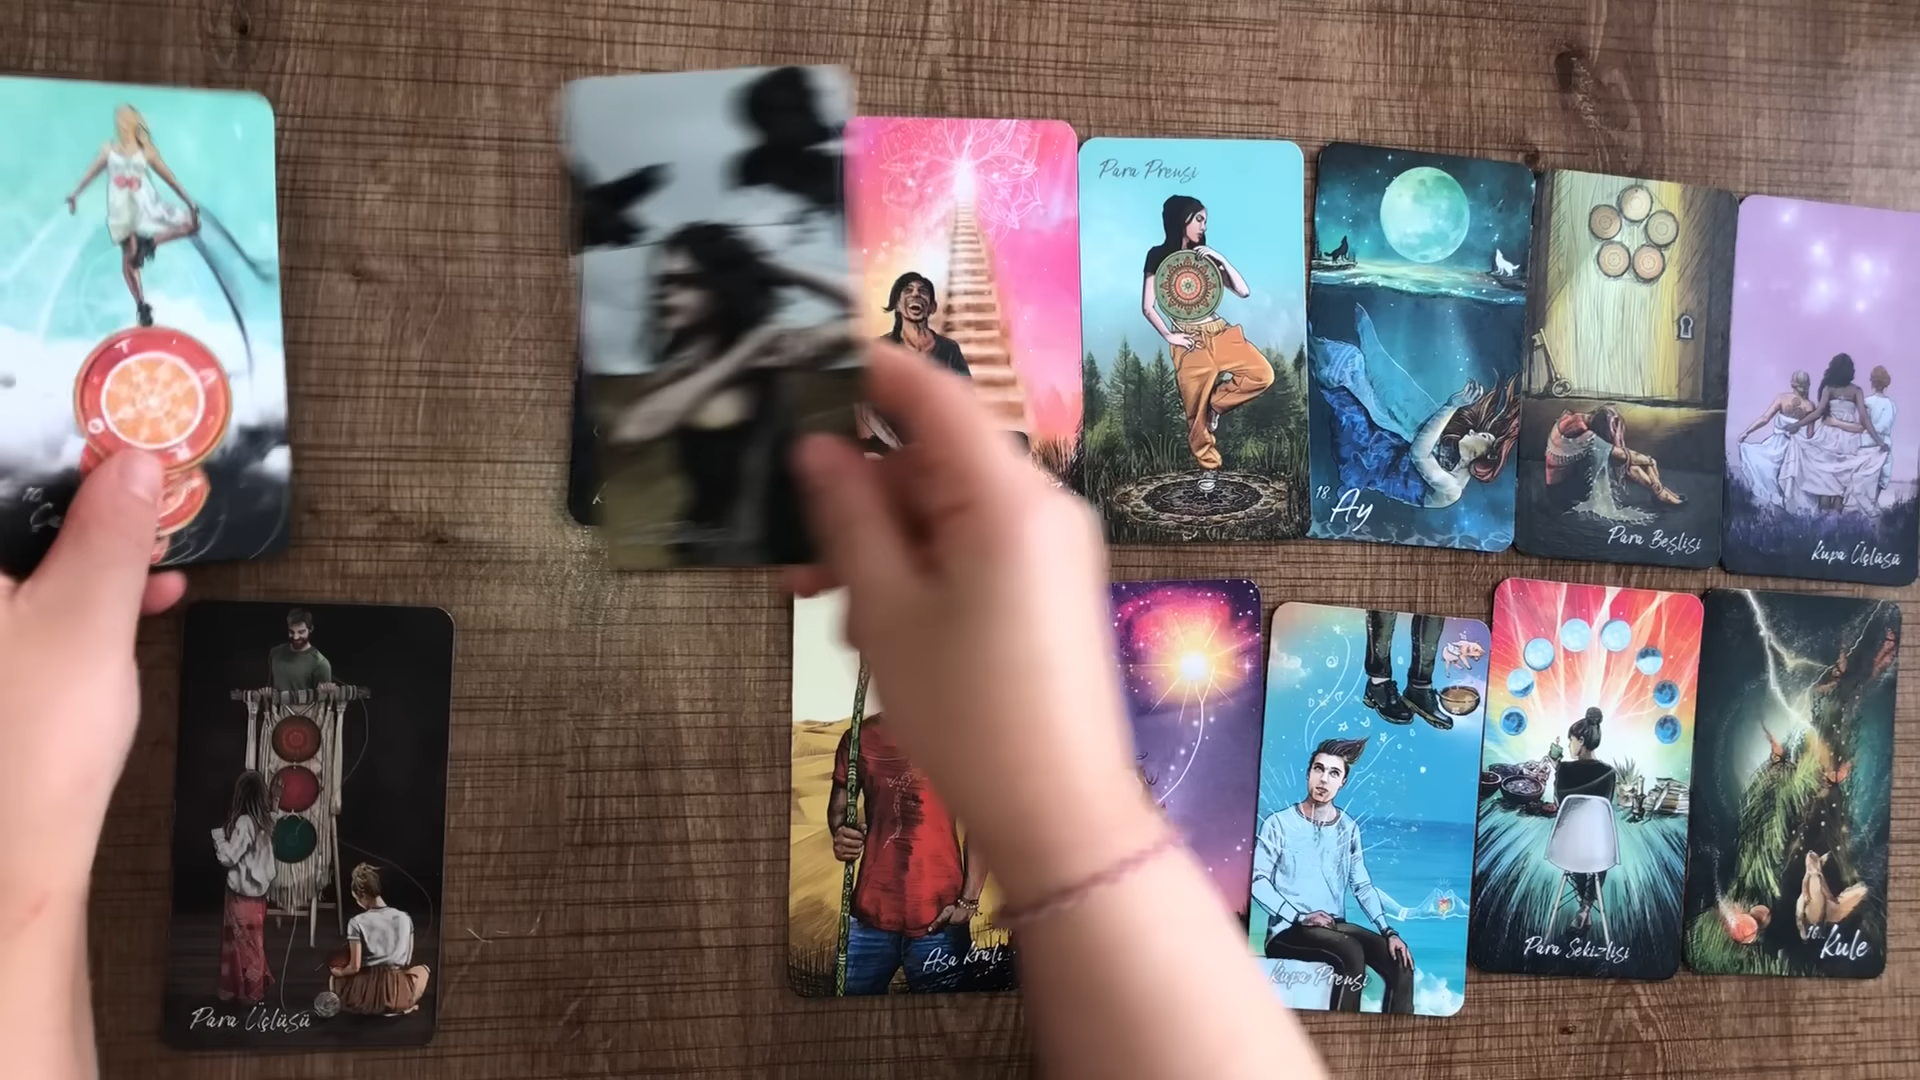 Para Prensi
18. Ay
Para Beşlisi
Kupa Üçlüsü
Para Üçlüsü
Asa Kralı
Kupa Prensi
Para Sekizlisi
16. Kule